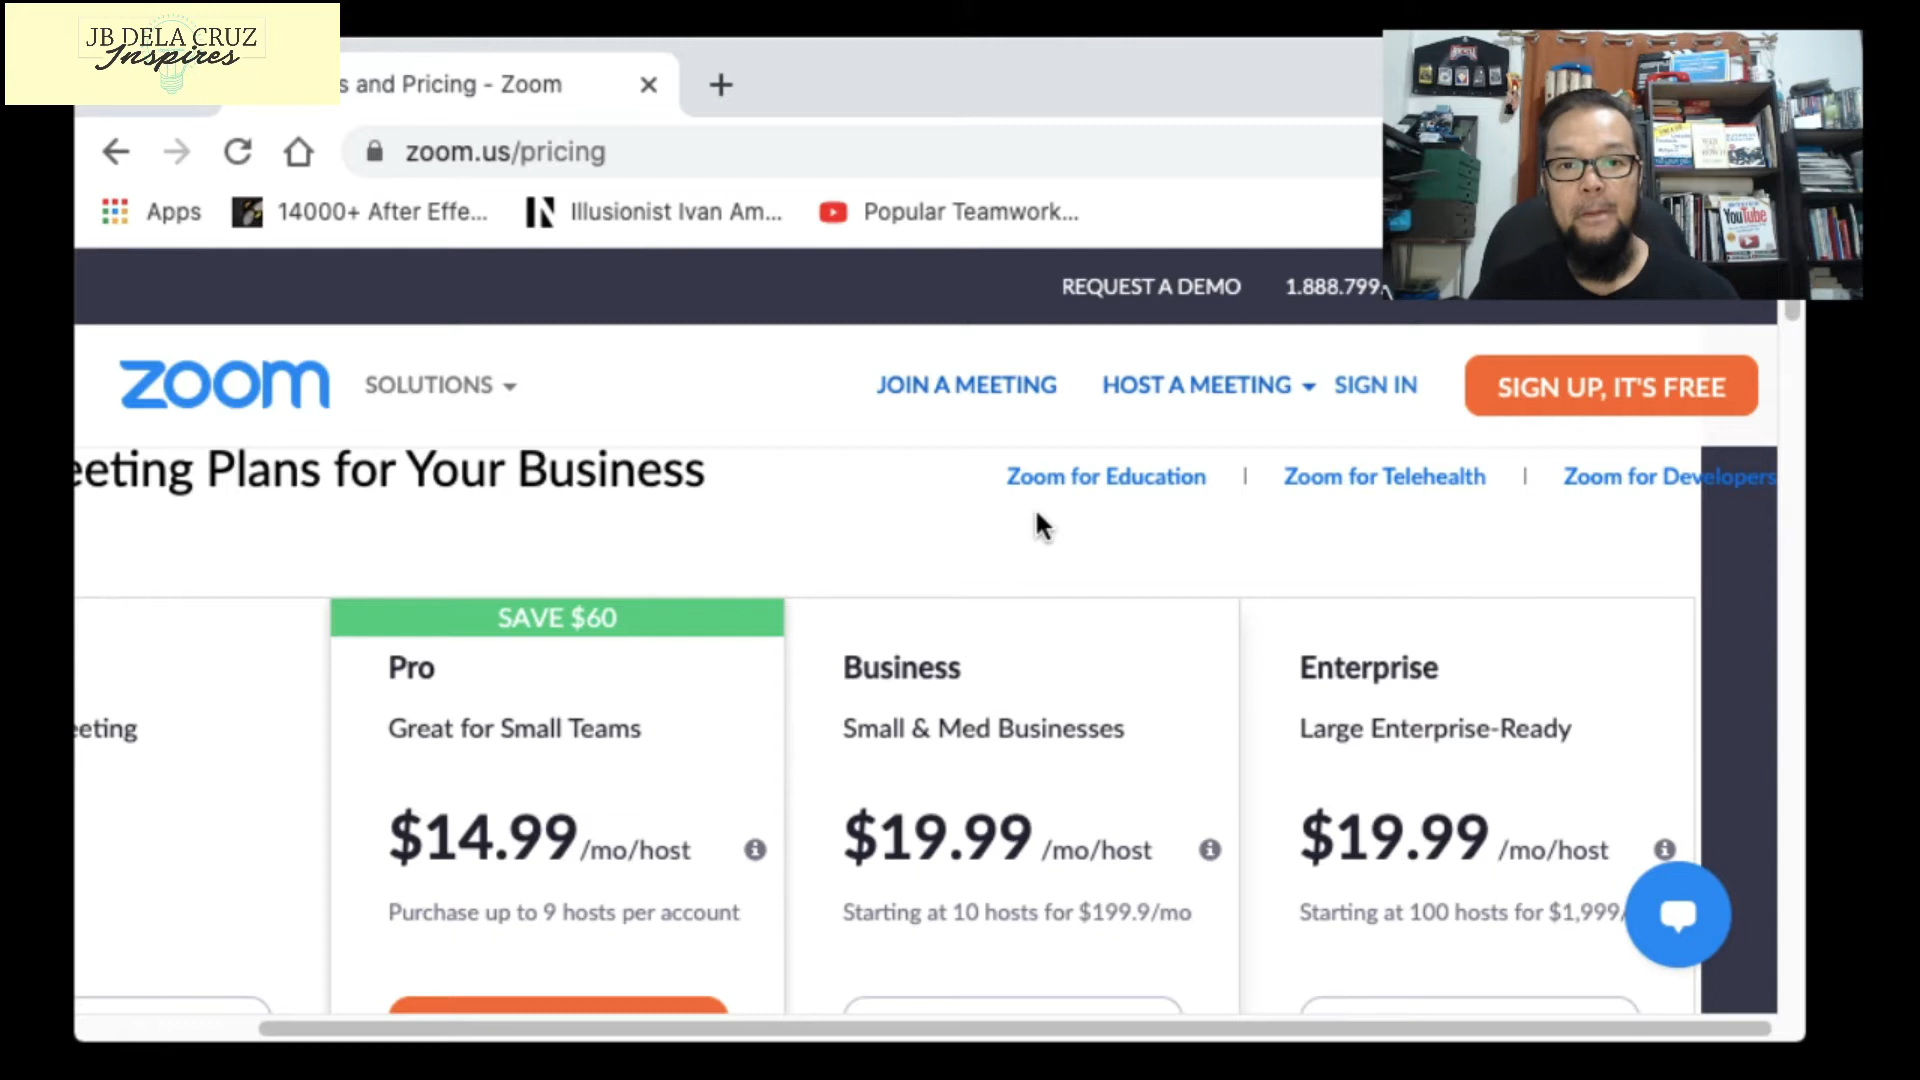 JB DELA CRUZ
Inspires
s and Pricing - Zoom
zoom.us/pricing
Apps
14000+ After Effe...
Illusionist Ivan Am...
Popular Teamwork...
YouTube
REQUEST A DEMO
1.888.799.
zoom
SOLUTIONS
JOIN A MEETING
HOST A MEETING
SIGN IN
SIGN UP, IT'S FREE
eeting Plans for Your Business
Zoom for Education | Zoom for Telehealth | Zoom for Developers
SAVE $60
eeting
Pro
Great for Small Teams
$14.99/mo/host
Purchase up to 9 hosts per account
Business
Small & Med Businesses
$19.99 /mo/host
Starting at 10 hosts for $199.9/mo
Enterprise
Large Enterprise-Ready
$19.99 /mo/host
Starting at 100 hosts for $1,999/